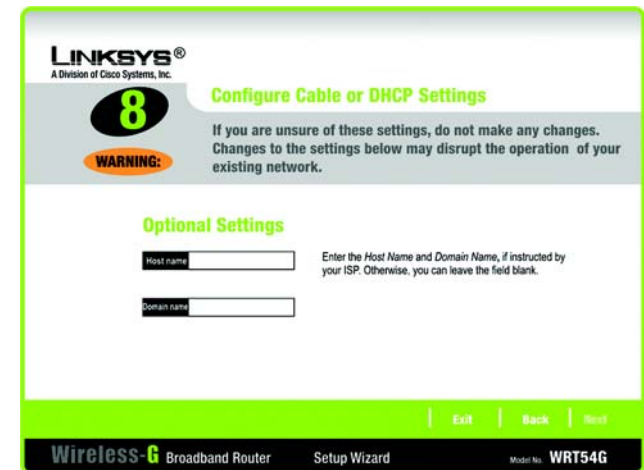 LINKSYS®
A Division of Cisco Systems, Inc.
8
Configure Cable or DHCP Settings
WARNING:
If you are unsure of these settings, do not make any changes.
Changes to the settings below may disrupt the operation of your
existing network.
Optional Settings
Host name
Enter the Host Name and Domain Name, if instructed by
your ISP. Otherwise, you can leave the field blank.
Domain name
Exit Back Next
Wireless-G Broadband Router Setup Wizard Model No. WRT54G